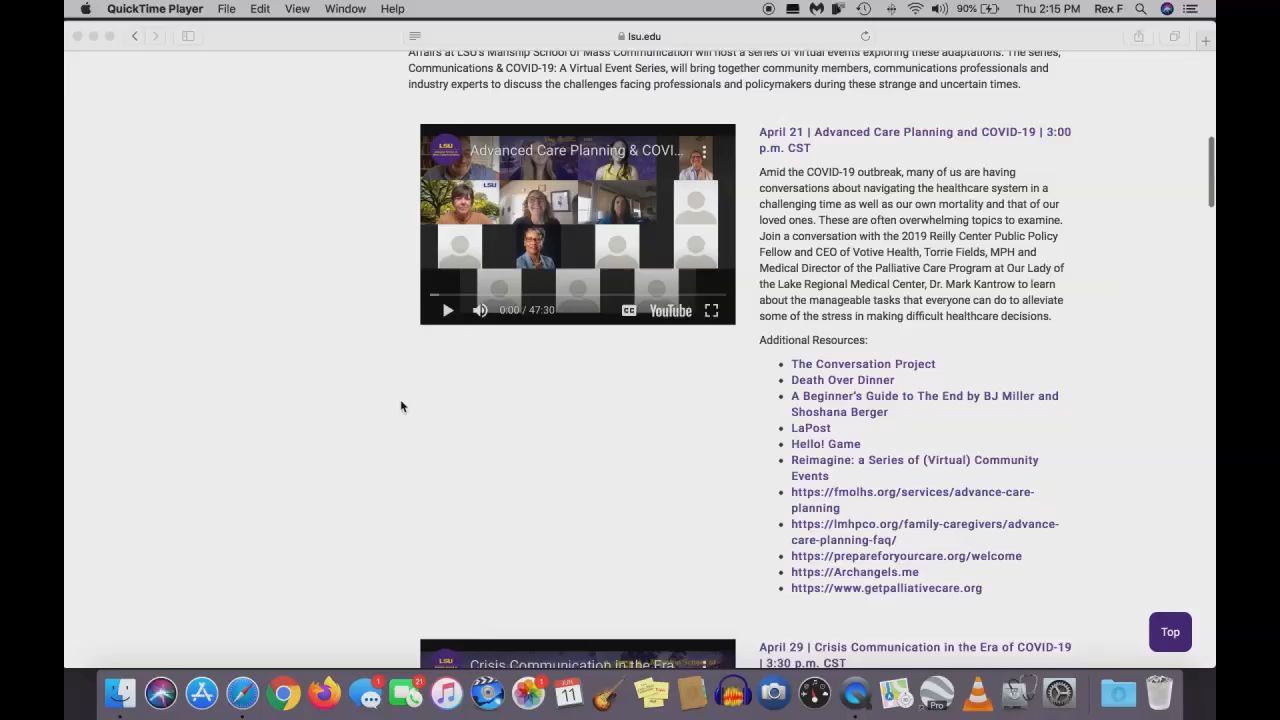 QuickTime Player File Edit View Window Help 90% Thu 2:15 PM Rex F
lsu.edu
Affairs at LSU's Manship School of Mass Communication will host a series of virtual events exploring these adaptations. The series,
Communications & COVID-19: A Virtual Event Series, will bring together community members, communications professionals and
industry experts to discuss the challenges facing professionals and policymakers during these strange and uncertain times.
LSU
Advanced Care Planning & COVI...
LSU
0:00 / 47:30
CC
YouTube
April 21 | Advanced Care Planning and COVID-19 | 3:00
p.m. CST
Amid the COVID-19 outbreak, many of us are having
conversations about navigating the healthcare system in a
challenging time as well as our own mortality and that of our
loved ones. These are often overwhelming topics to examine.
Join a conversation with the 2019 Reilly Center Public Policy
Fellow and CEO of Votive Health, Torrie Fields, MPH and
Medical Director of the Palliative Care Program at Our Lady of
the Lake Regional Medical Center, Dr. Mark Kantrow to learn
about the manageable tasks that everyone can do to alleviate
some of the stress in making difficult healthcare decisions.
Additional Resources:
The Conversation Project
Death Over Dinner
A Beginner's Guide to The End by BJ Miller and
Shoshana Berger
LaPost
Hello! Game
Reimagine: a Series of (Virtual) Community
Events
https://fmolhs.org/services/advance-care-
planning
https://lmhpco.org/family-caregivers/advance-
care-planning-faq/
https://prepareforyourcare.org/welcome
https://Archangels.me
https://www.getpalliativecare.org
Top
Crisis Communication in the Era
April 29 | Crisis Communication in the Era of COVID-19
| 3:30 p.m. CST
1
21
JUN
11
1
Pro